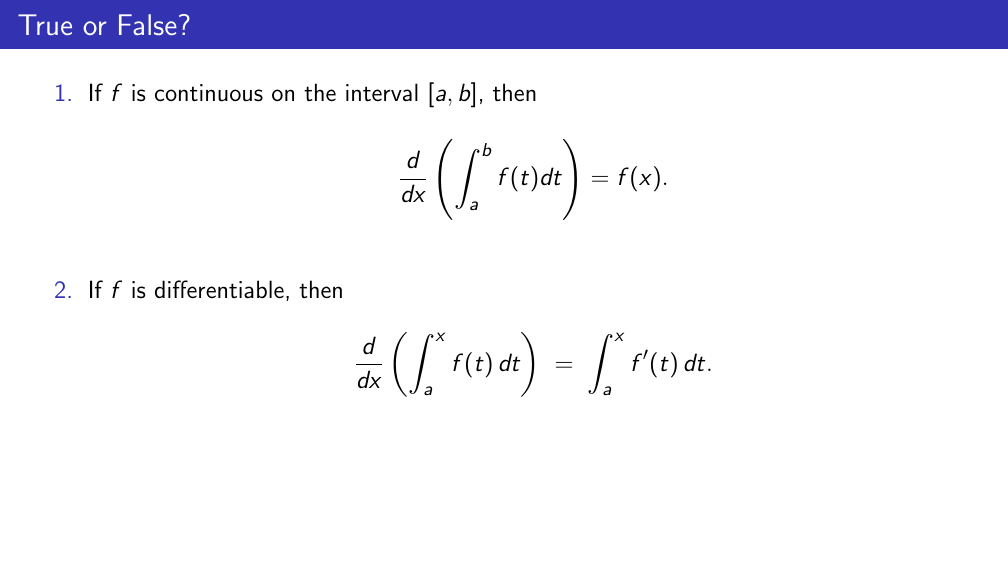 True or False?
1. If f is continuous on the interval [a, b], then
d/dx (∫_a^b f(t)dt) = f(x).
2. If f is differentiable, then
d/dx (∫_a^x f(t) dt) = ∫_a^x f′(t) dt.